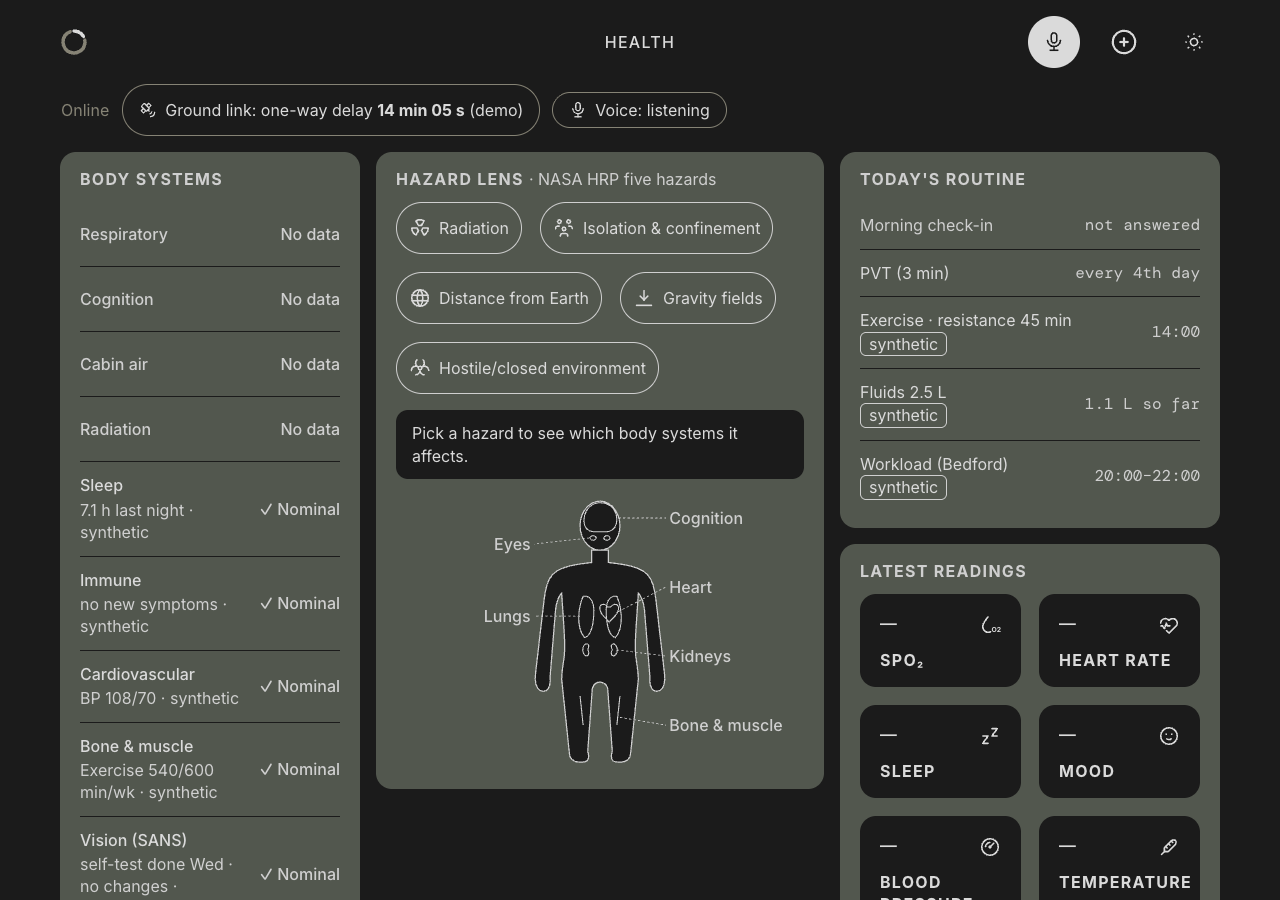 HEALTH
Online
Ground link: one-way delay 14 min 05 s (demo)
Voice: listening
BODY SYSTEMS
Respiratory No data
Cognition No data
Cabin air No data
Radiation No data
Sleep
7.1 h last night ·
synthetic
✓ Nominal
Immune
no new symptoms ·
synthetic
✓ Nominal
Cardiovascular
BP 108/70 · synthetic
✓ Nominal
Bone & muscle
Exercise 540/600
min/wk · synthetic
✓ Nominal
Vision (SANS)
self-test done Wed ·
no changes ·
✓ Nominal
HAZARD LENS · NASA HRP five hazards
Radiation
Isolation & confinement
Distance from Earth
Gravity fields
Hostile/closed environment
Pick a hazard to see which body systems it
affects.
Cognition
Eyes
Heart
Lungs
Kidneys
Bone & muscle
TODAY'S ROUTINE
Morning check-in not answered
PVT (3 min) every 4th day
Exercise · resistance 45 min
synthetic
14:00
Fluids 2.5 L
synthetic
1.1 L so far
Workload (Bedford)
synthetic
20:00–22:00
LATEST READINGS
—
O2
SPO₂
—
HEART RATE
—
zZ
SLEEP
—
MOOD
—
BLOOD
PRESSURE
—
TEMPERATURE